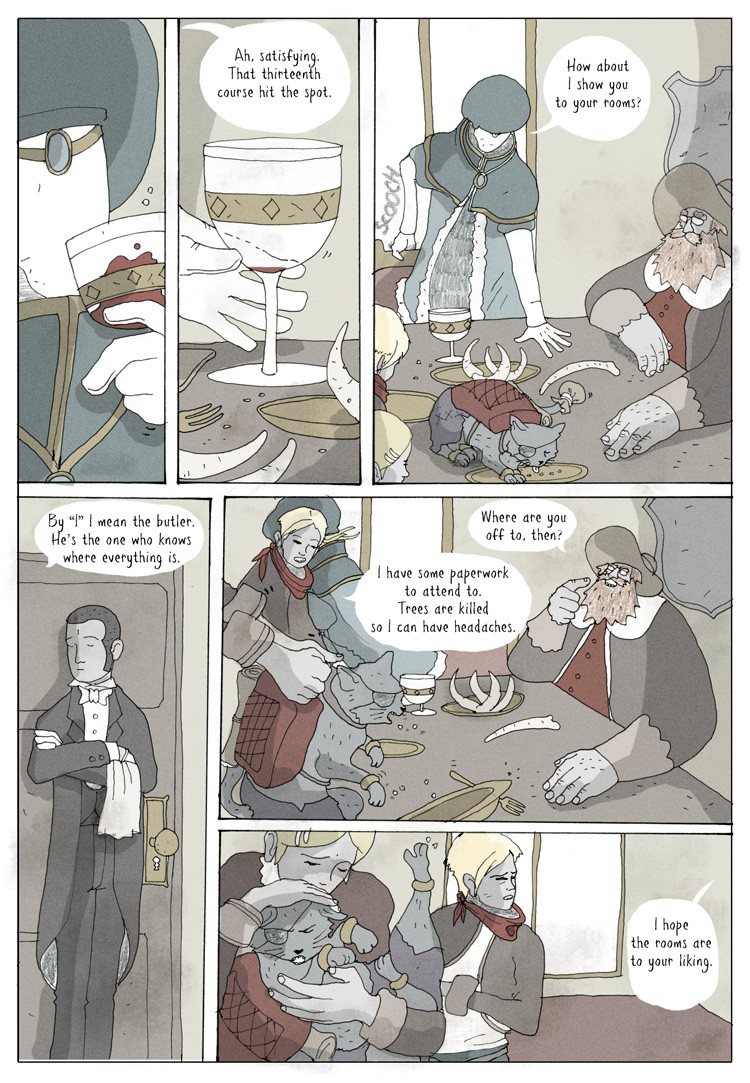 Ah, satisfying.
That thirteenth
course hit the spot.
SCOOCH
How about
I show you
to your rooms?
By "I" I mean the butler.
He's the one who knows
where everything is.
Where are you
off to, then?
I have some paperwork
to attend to.
Trees are killed
so I can have headaches.
I hope
the rooms are
to your liking.